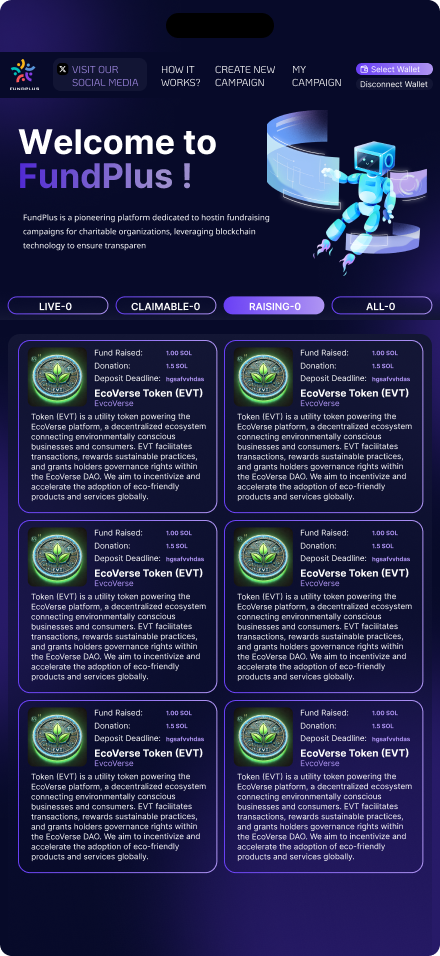 FUNDPLUS
VISIT OUR
SOCIAL MEDIA
HOW IT
WORKS?
CREATE NEW
CAMPAIGN
MY
CAMPAIGN
Select Wallet
Disconnect Wallet
Welcome to
FundPlus !
FundPlus is a pioneering platform dedicated to hostin fundraising
campaigns for charitable organizations, leveraging blockchain
technology to ensure transparen
LIVE-0
CLAIMABLE-0
RAISING-0
ALL-0
Fund Raised: 1.00 SOL
Donation: 1.5 SOL
Deposit Deadline: hgsafvvhdas
EcoVerse Token (EVT)
EvcoVerse
Token (EVT) is a utility token powering the
EcoVerse platform, a decentralized ecosystem
connecting environmentally conscious
businesses and consumers. EVT facilitates
transactions, rewards sustainable practices,
and grants holders governance rights within
the EcoVerse DAO. We aim to incentivize and
accelerate the adoption of eco-friendly
products and services globally.
Fund Raised: 1.00 SOL
Donation: 1.5 SOL
Deposit Deadline: hgsafvvhdas
EcoVerse Token (EVT)
EvcoVerse
Token (EVT) is a utility token powering the
EcoVerse platform, a decentralized ecosystem
connecting environmentally conscious
businesses and consumers. EVT facilitates
transactions, rewards sustainable practices,
and grants holders governance rights within
the EcoVerse DAO. We aim to incentivize and
accelerate the adoption of eco-friendly
products and services globally.
Fund Raised: 1.00 SOL
Donation: 1.5 SOL
Deposit Deadline: hgsafvvhdas
EcoVerse Token (EVT)
EvcoVerse
Token (EVT) is a utility token powering the
EcoVerse platform, a decentralized ecosystem
connecting environmentally conscious
businesses and consumers. EVT facilitates
transactions, rewards sustainable practices,
and grants holders governance rights within
the EcoVerse DAO. We aim to incentivize and
accelerate the adoption of eco-friendly
products and services globally.
Fund Raised: 1.00 SOL
Donation: 1.5 SOL
Deposit Deadline: hgsafvvhdas
EcoVerse Token (EVT)
EvcoVerse
Token (EVT) is a utility token powering the
EcoVerse platform, a decentralized ecosystem
connecting environmentally conscious
businesses and consumers. EVT facilitates
transactions, rewards sustainable practices,
and grants holders governance rights within
the EcoVerse DAO. We aim to incentivize and
accelerate the adoption of eco-friendly
products and services globally.
Fund Raised: 1.00 SOL
Donation: 1.5 SOL
Deposit Deadline: hgsafvvhdas
EcoVerse Token (EVT)
EvcoVerse
Token (EVT) is a utility token powering the
EcoVerse platform, a decentralized ecosystem
connecting environmentally conscious
businesses and consumers. EVT facilitates
transactions, rewards sustainable practices,
and grants holders governance rights within
the EcoVerse DAO. We aim to incentivize and
accelerate the adoption of eco-friendly
products and services globally.
Fund Raised: 1.00 SOL
Donation: 1.5 SOL
Deposit Deadline: hgsafvvhdas
EcoVerse Token (EVT)
EvcoVerse
Token (EVT) is a utility token powering the
EcoVerse platform, a decentralized ecosystem
connecting environmentally conscious
businesses and consumers. EVT facilitates
transactions, rewards sustainable practices,
and grants holders governance rights within
the EcoVerse DAO. We aim to incentivize and
accelerate the adoption of eco-friendly
products and services globally.